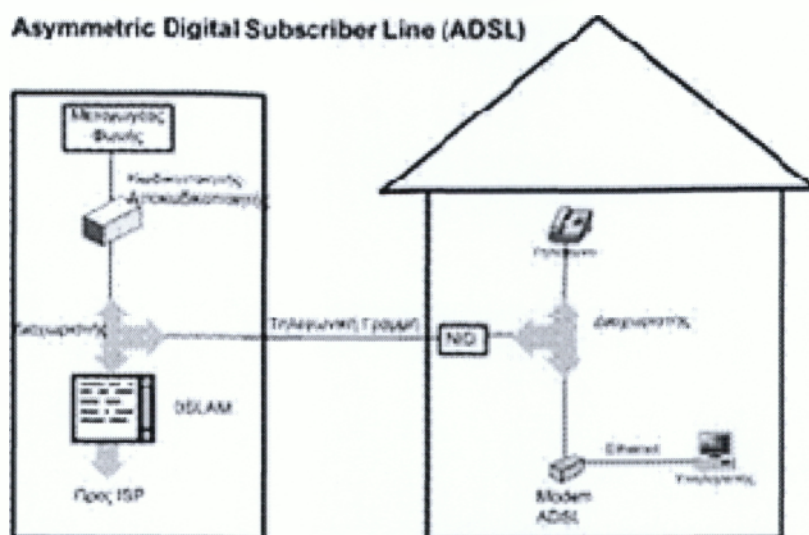 Asymmetric Digital Subscriber Line (ADSL)
Μεταγωγέας
Φωνής
Κωδικοποιητής
Αποκωδικοποιητής
Διαχωριστής
Τηλεφωνική Γραμμή
DSLAM
Προς ISP
Τηλέφωνο
NID
Διαχωριστής
Ethernet
Υπολογιστής
Modem
ADSL